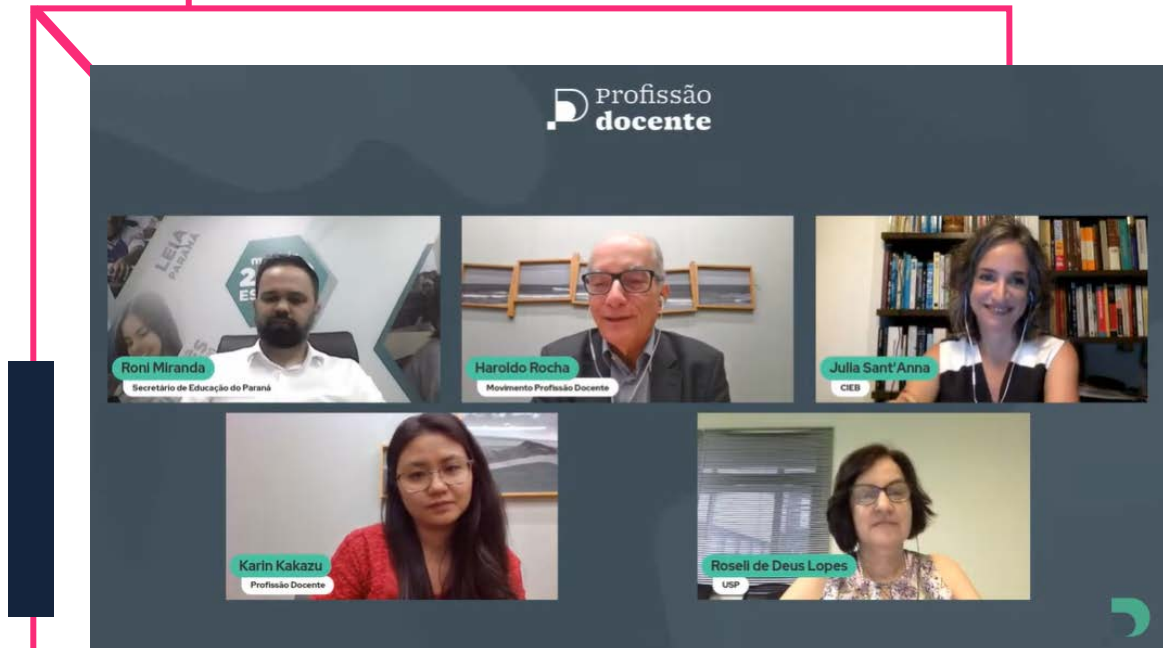 Profissão
docente
LEIA
PARANÁ
Roni Miranda
Secretário de Educação do Paraná
Haroldo Rocha
Movimento Profissão Docente
Julia Sant'Anna
CIEB
Karin Kakazu
Profissão Docente
Roseli de Deus Lopes
USP